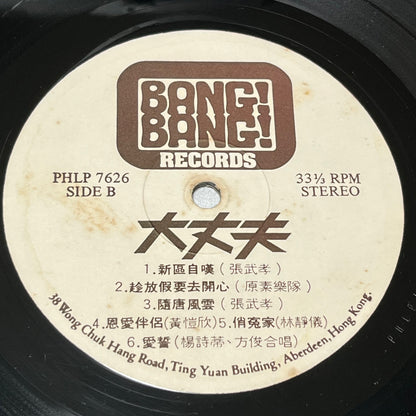 BANG!
BANG!
RECORDS
PHLP 7626
SIDE B
33⅓ RPM
STEREO
大丈夫
1.新區自嘆(張武孝)
2.趁放假要去開心(原素樂隊)
3.隨唐風雲(張武孝)
4.恩愛伴侶(黃愷欣)5.俏冤家(林靜儀)
6.愛誓(楊詩蒂、方俊合唱)
38 Wong Chuk Hang Road, Ting Yuan Building, Aberdeen, Hong Kong.